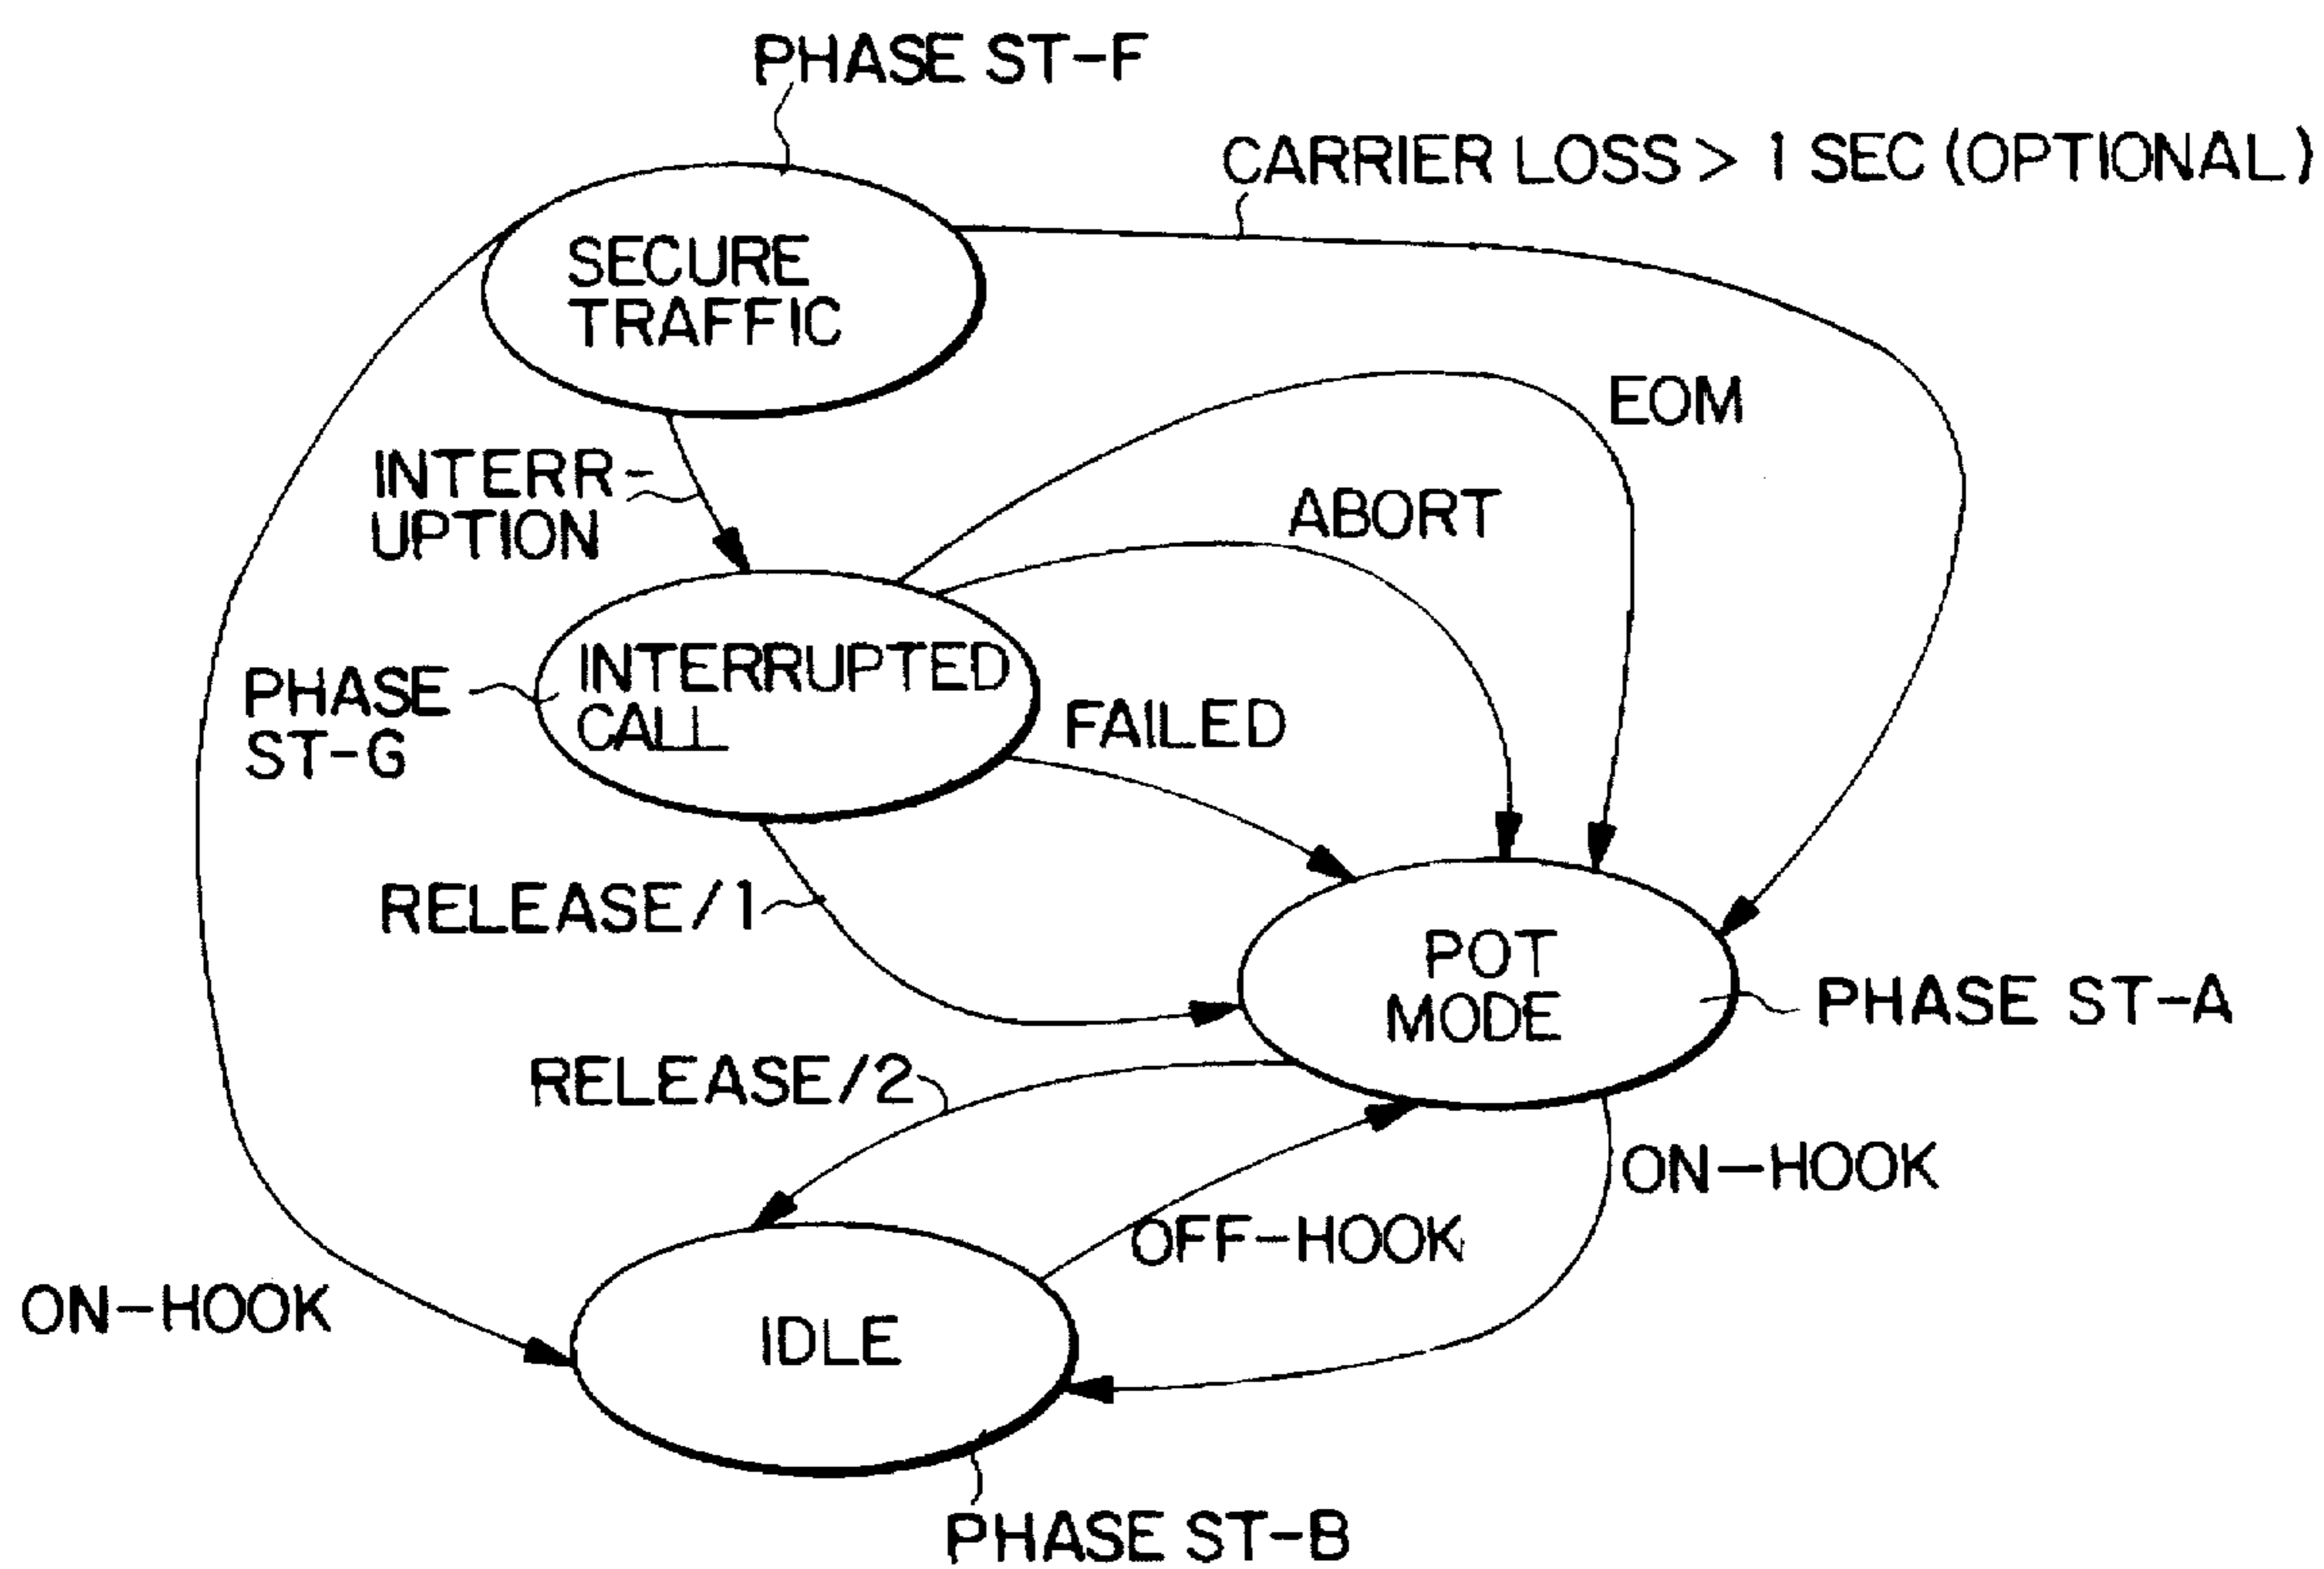 PHASE ST-F
CARRIER LOSS > 1 SEC (OPTIONAL)
SECURE
TRAFFIC
EOM
INTERR-
UPTION
ABORT
INTERRUPTED
CALL
PHASE
ST-G
FAILED
RELEASE/1
POT
MODE
PHASE ST-A
RELEASE/2
ON-HOOK
OFF-HOOK
ON-HOOK
IDLE
PHASE ST-B